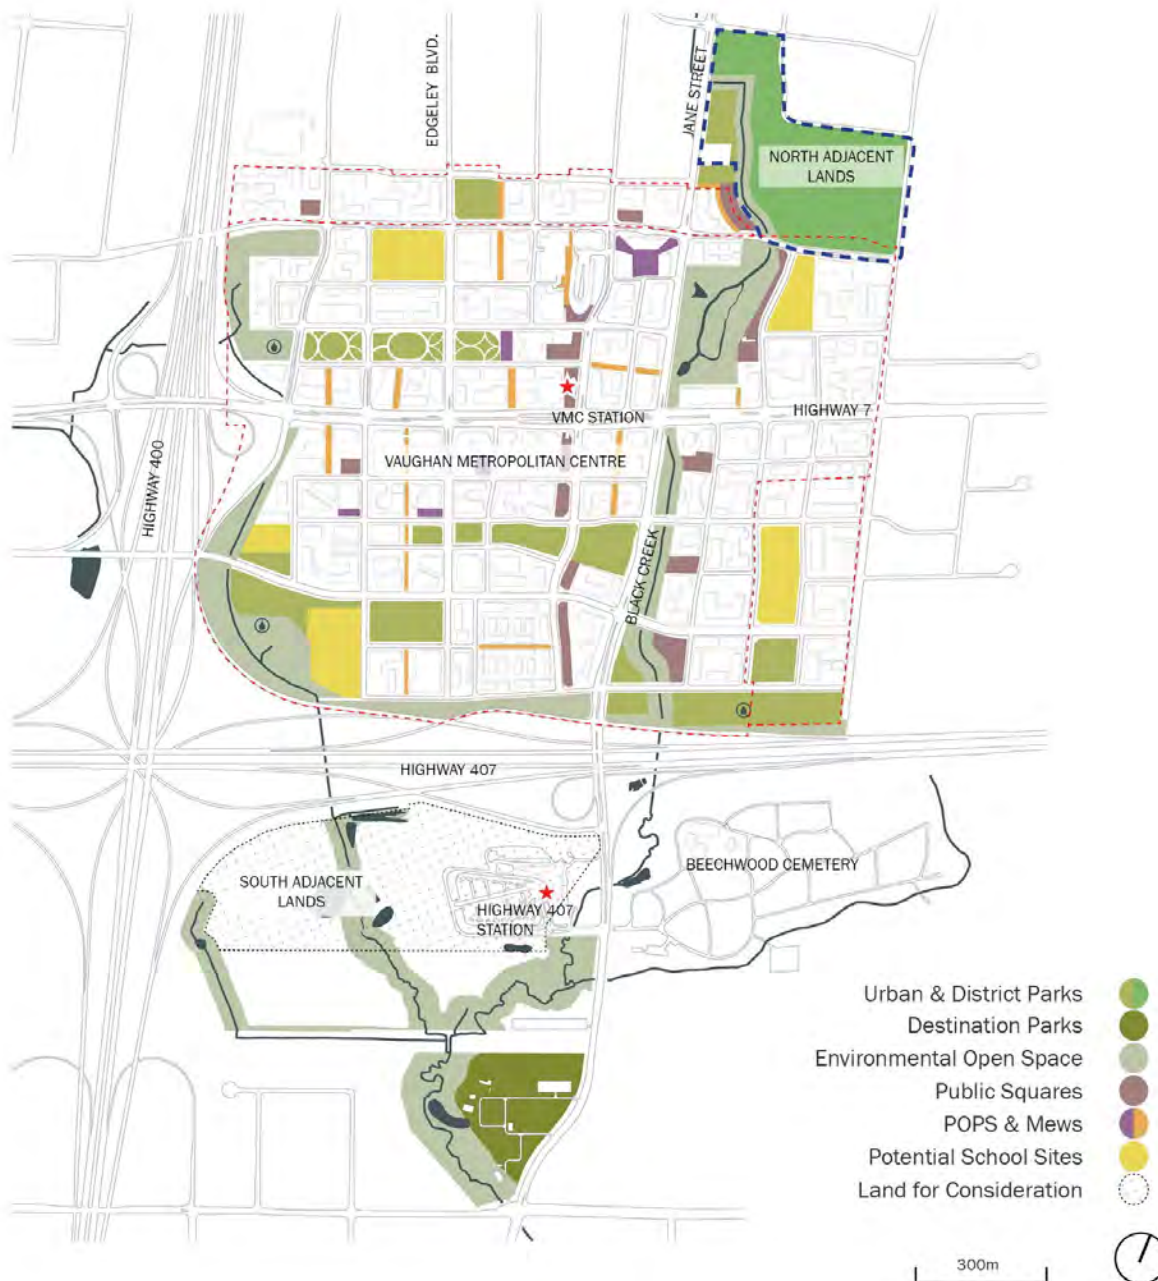 EDGELEY BLVD.
JANE STREET
NORTH ADJACENT
LANDS
VMC STATION
HIGHWAY 7
VAUGHAN METROPOLITAN CENTRE
HIGHWAY 400
BLACK CREEK
HIGHWAY 407
SOUTH ADJACENT
LANDS
BEECHWOOD CEMETERY
HIGHWAY 407
STATION
Urban & District Parks
Destination Parks
Environmental Open Space
Public Squares
POPS & Mews
Potential School Sites
Land for Consideration
300m